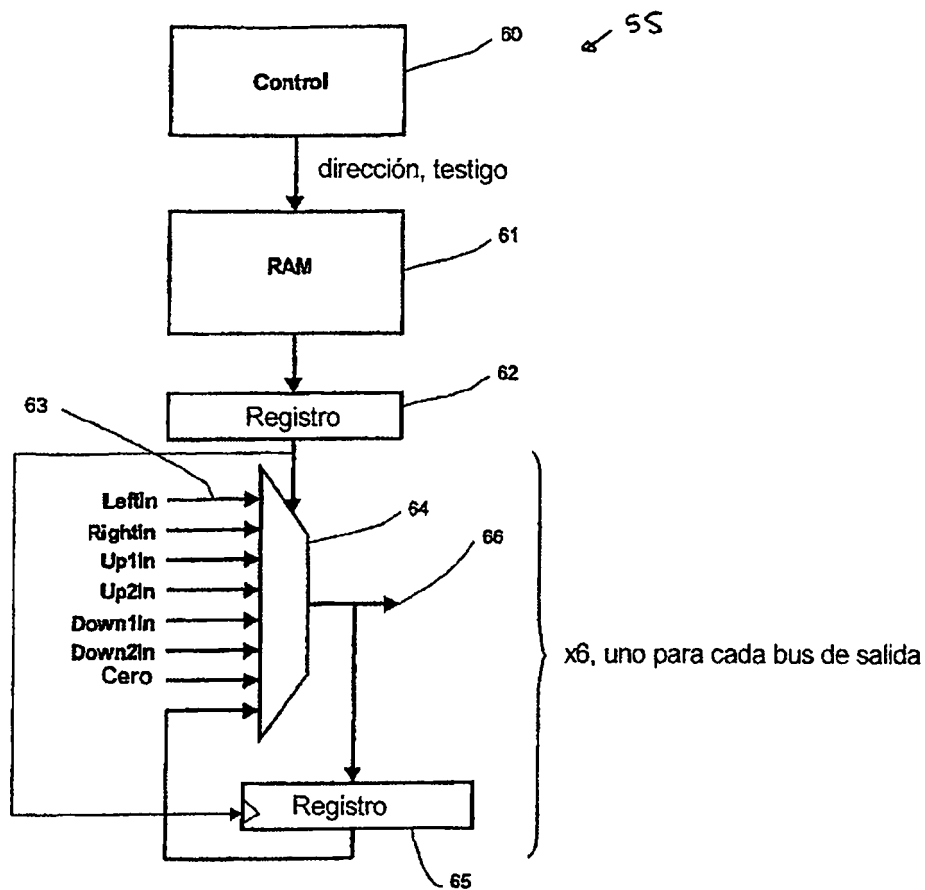 60
55
Control
dirección, testigo
61
RAM
62
63
Registro
LeftIn
64
RightIn
66
Up1In
Up2In
Down1In
Down2In
x6, uno para cada bus de salida
Cero
Registro
65